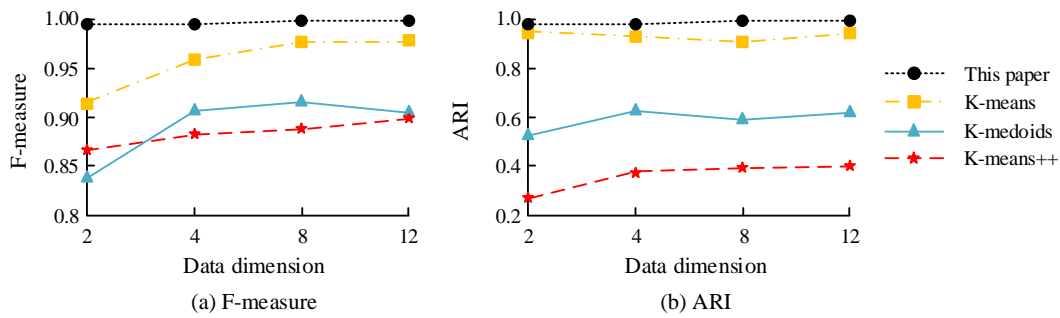 1.00
0.95
0.90
0.85
0.8
F-measure
2
4
8
12
Data dimension
(a) F-measure
1.0
0.8
0.6
0.4
0.2
ARI
2
4
8
12
Data dimension
(b) ARI
This paper
K-means
K-medoids
K-means++